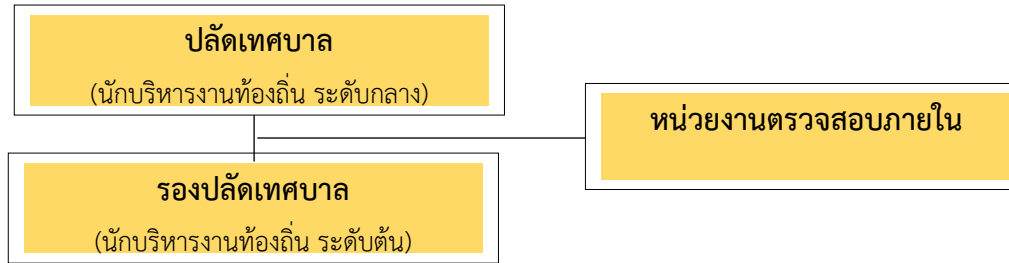 ปลัดเทศบาล
(นักบริหารงานท้องถิ่น ระดับกลาง)
หน่วยงานตรวจสอบภายใน
รองปลัดเทศบาล
(นักบริหารงานท้องถิ่น ระดับต้น)